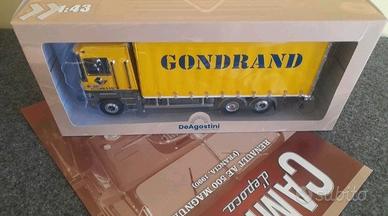 1:43
GONDRAND
DeAGOSTINI
RENAULT AE 500 MAGNUM
(FRANCIA 1990)
CAMI
d'epoca
subito